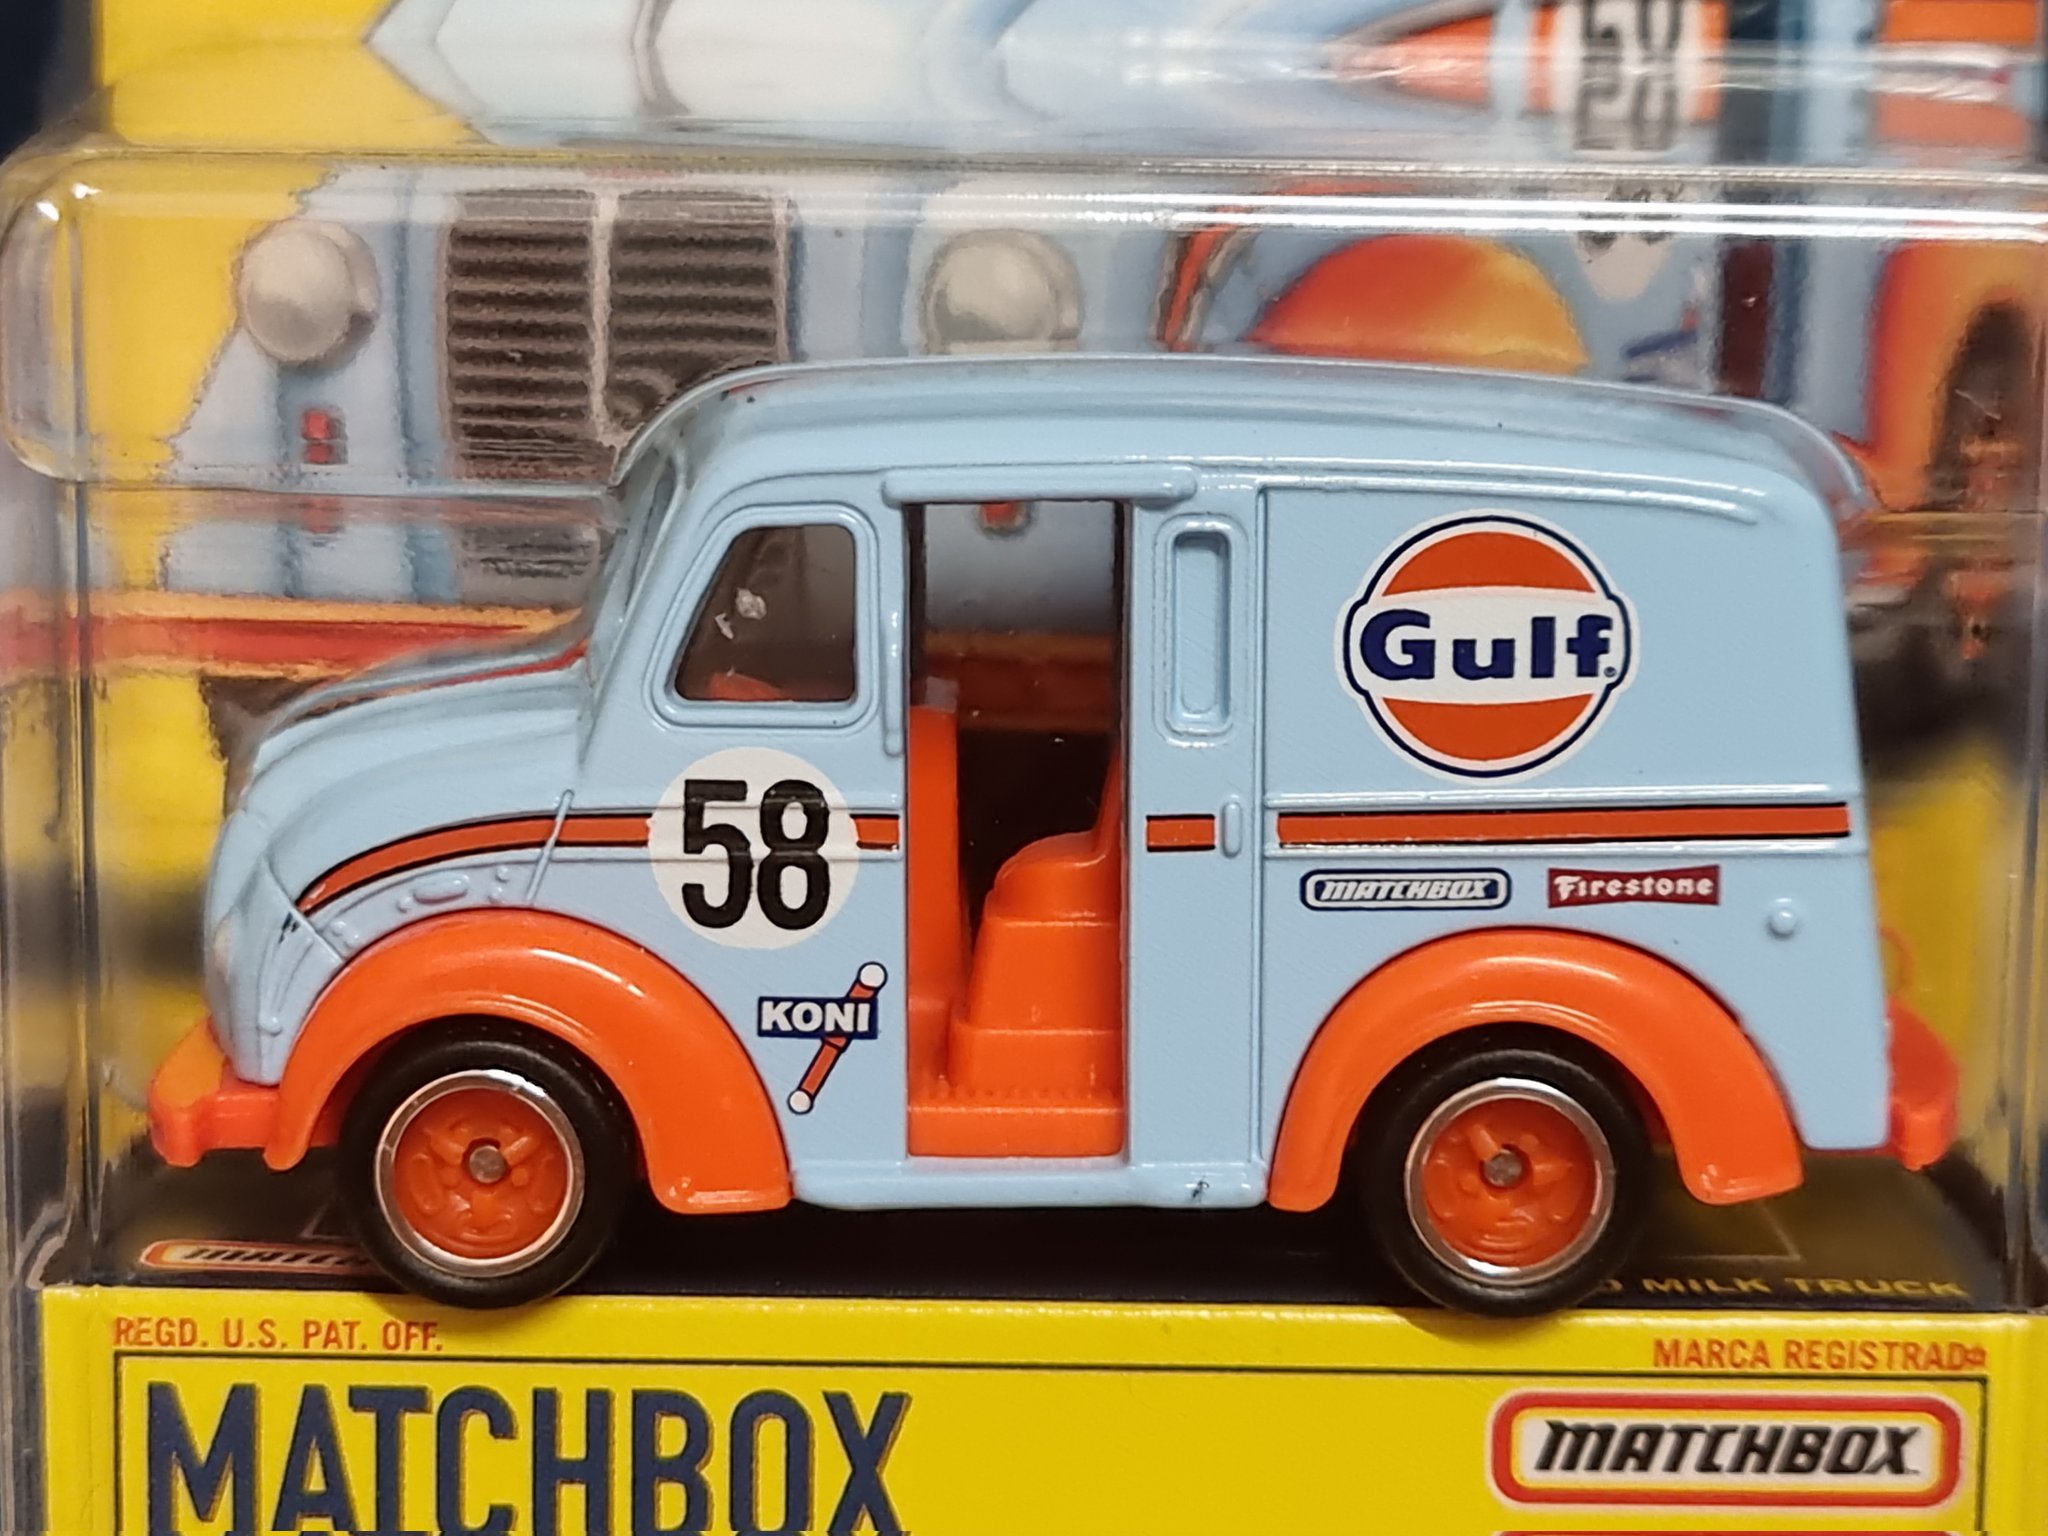 Gulf
58
MATCHBOX
Firestone
KONI
MILK TRUCK
REGD. U.S. PAT. OFF.
MARCA REGISTRADA
MATCHBOX
MATCHBOX